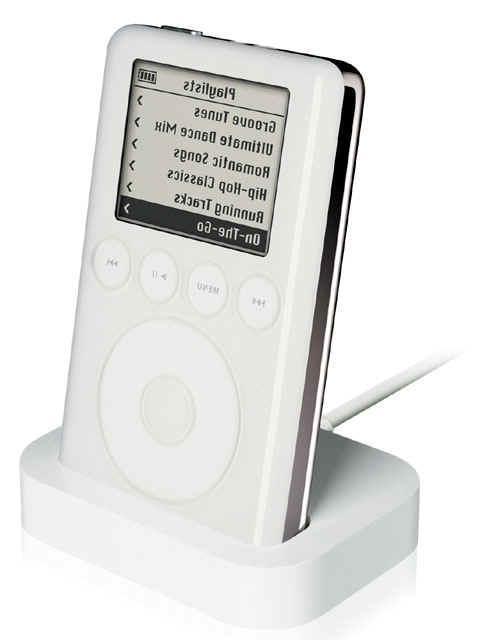 Playlists
Groove Tunes
Ultimate Dance Mix
Romantic Songs
Hip-Hop Classics
Running Tracks
On-The-Go
MENU